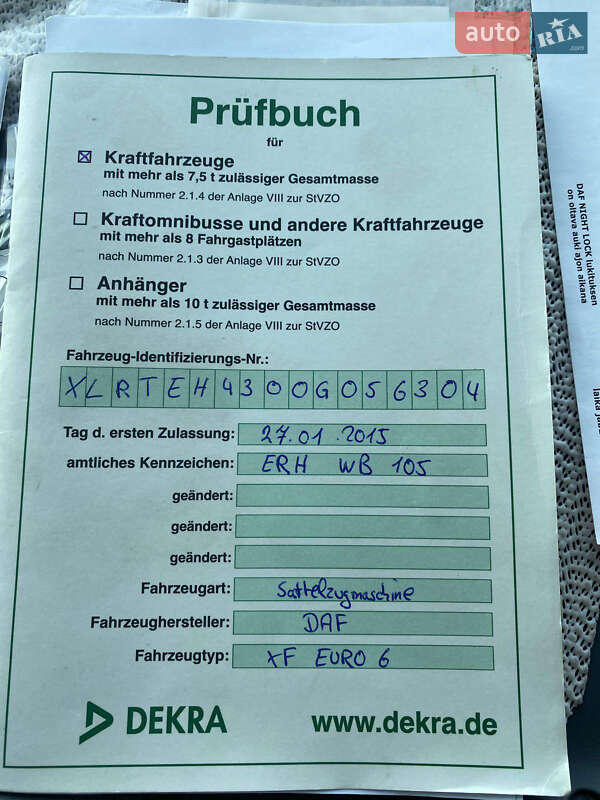 auto RIA.com
Prüfbuch
für
Kraftfahrzeuge
mit mehr als 7,5 t zulässiger Gesamtmasse
nach Nummer 2.1.4 der Anlage VIII zur StVZO
Kraftomnibusse und andere Kraftfahrzeuge
mit mehr als 8 Fahrgastplätzen
nach Nummer 2.1.3 der Anlage VIII zur StVZO
Anhänger
mit mehr als 10 t zulässiger Gesamtmasse
nach Nummer 2.1.5 der Anlage VIII zur StVZO
Fahrzeug-Identifizierungs-Nr.:
XLRTEH4300G056304
Tag d. ersten Zulassung: 27.01.2015
amtliches Kennzeichen: ERH WB 105
geändert:
geändert:
geändert:
Fahrzeugart: Sattelzugmaschine
Fahrzeughersteller: DAF
Fahrzeugtyp: XF EURO 6
DEKRA www.dekra.de
DAF NIGHT LOCK lukituksen
on oltava auki ajon aikana